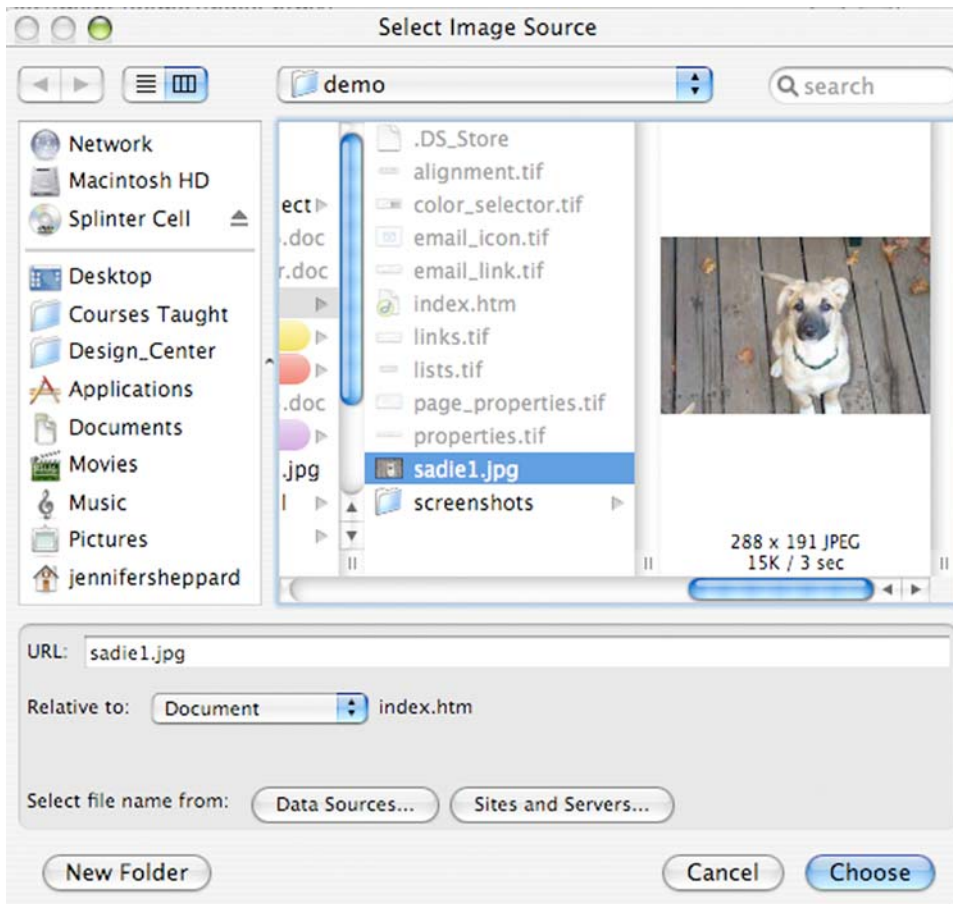 Select Image Source
demo
search
Network
Macintosh HD
Splinter Cell
Desktop
Courses Taught
Design_Center
Applications
Documents
Movies
Music
Pictures
jennifersheppard
ect
.doc
r.doc
.doc
.jpg
l
.DS_Store
alignment.tif
color_selector.tif
email_icon.tif
email_link.tif
index.htm
links.tif
lists.tif
page_properties.tif
properties.tif
sadie1.jpg
screenshots
288 x 191 JPEG
15K / 3 sec
URL: sadie1.jpg
Relative to: Document index.htm
Select file name from: Data Sources... Sites and Servers...
New Folder Cancel Choose